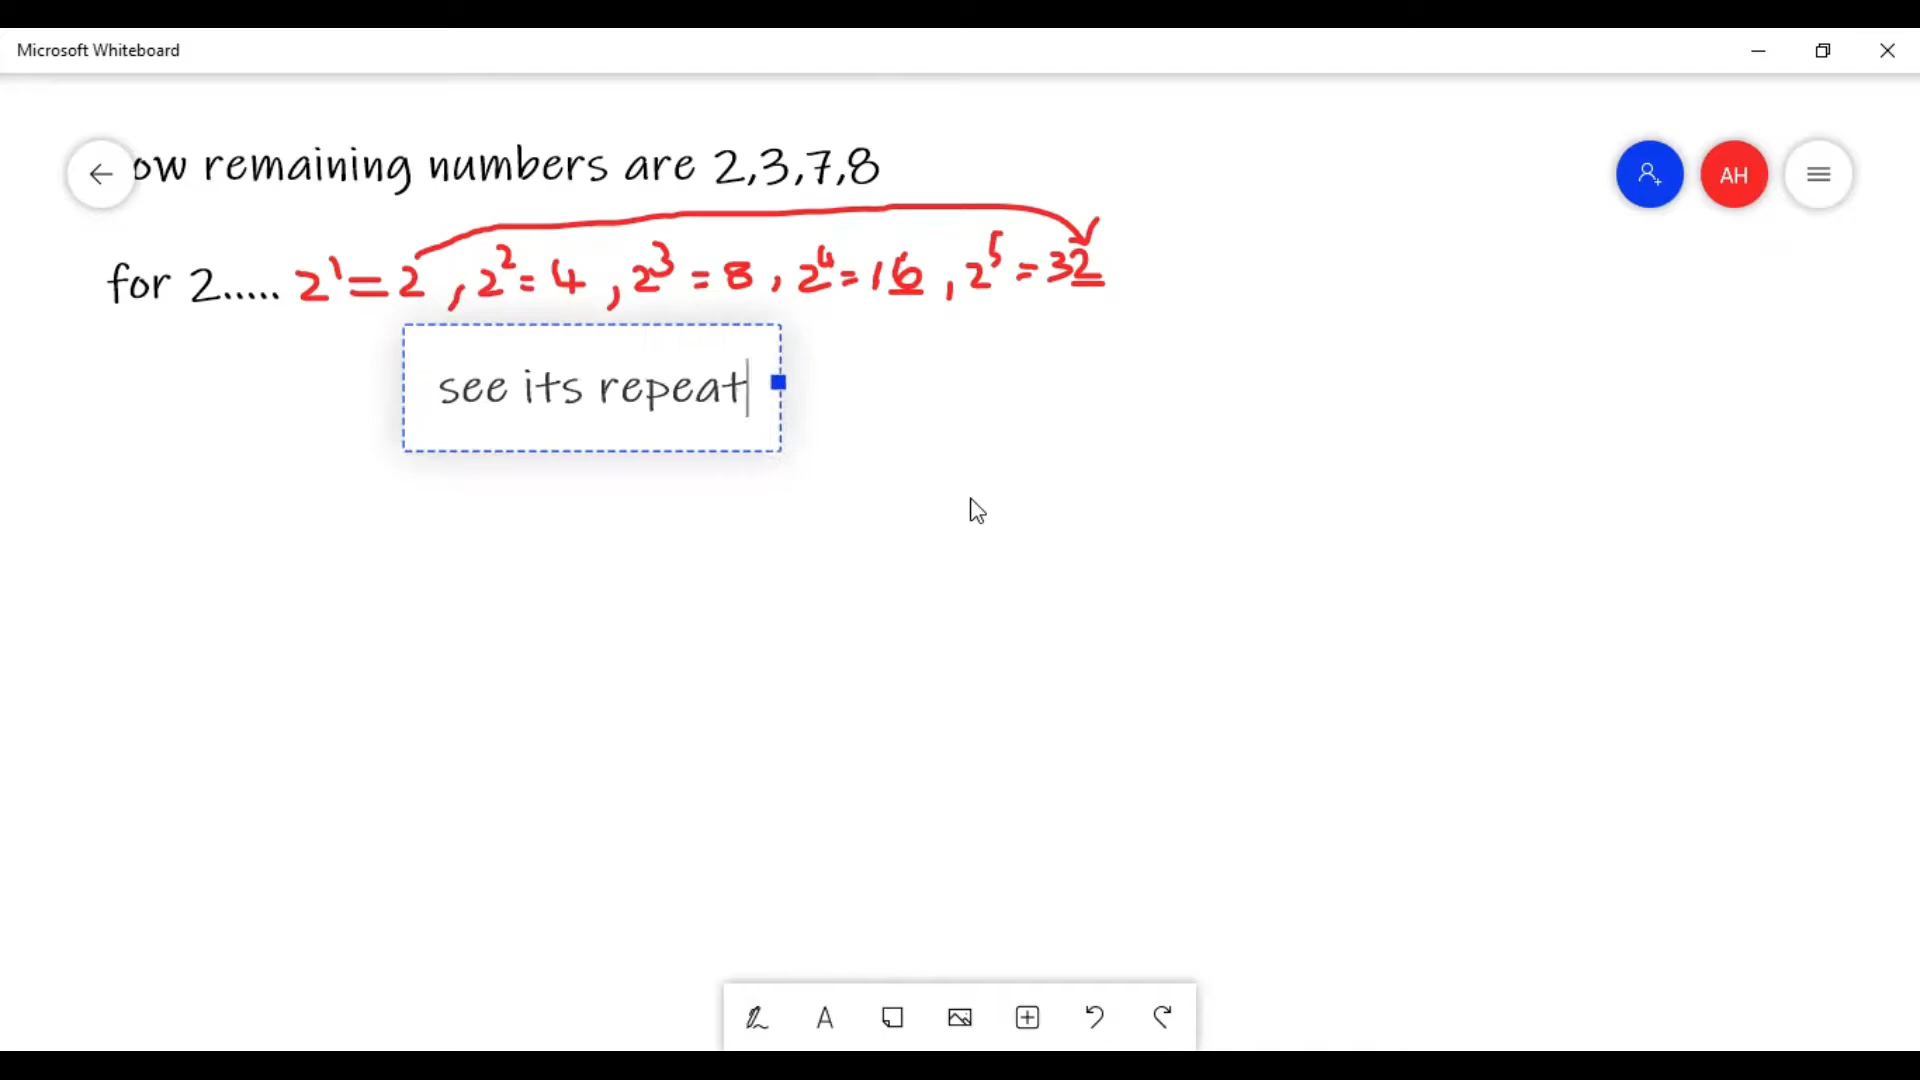 Microsoft Whiteboard
ow remaining numbers are 2,3,7,8
for 2..... 2¹=2 , 2²=4 , 2³=8 , 2⁴=16 , 2⁵=32
see its repeat
AH